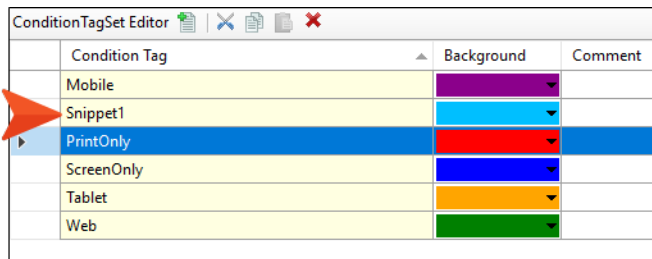 ConditionTagSet Editor
Condition Tag Background Comment
Mobile
Snippet1
PrintOnly
ScreenOnly
Tablet
Web